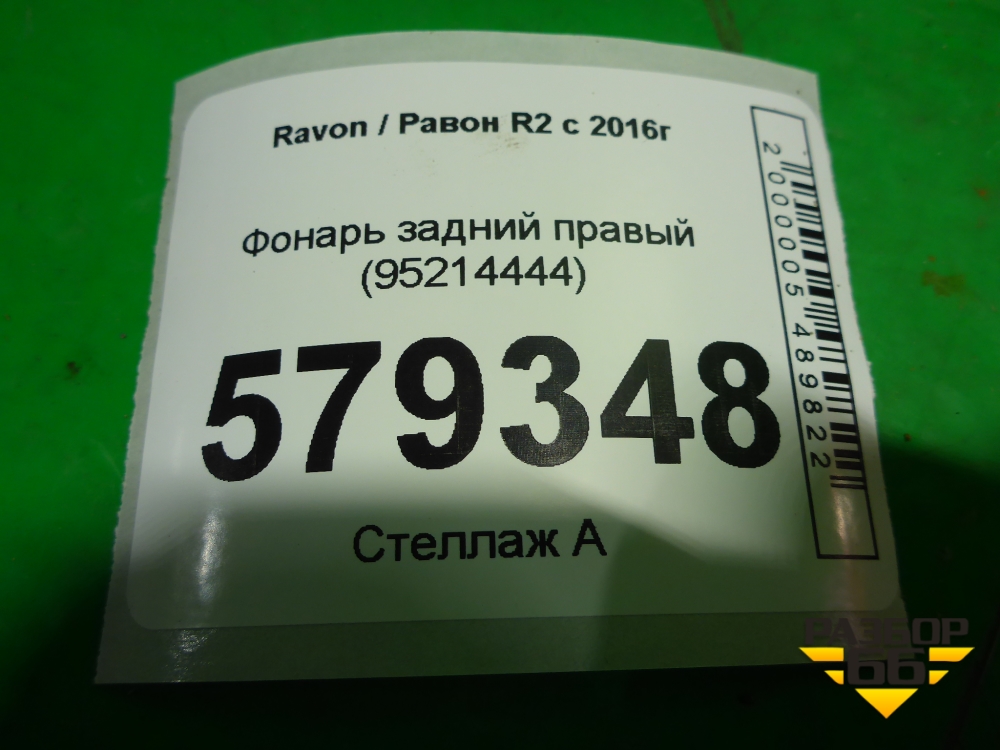 Ravon / Равон R2 с 2016г
Фонарь задний правый
(95214444)
579348
Стеллаж А
2000005489822
РАЗБОР
66